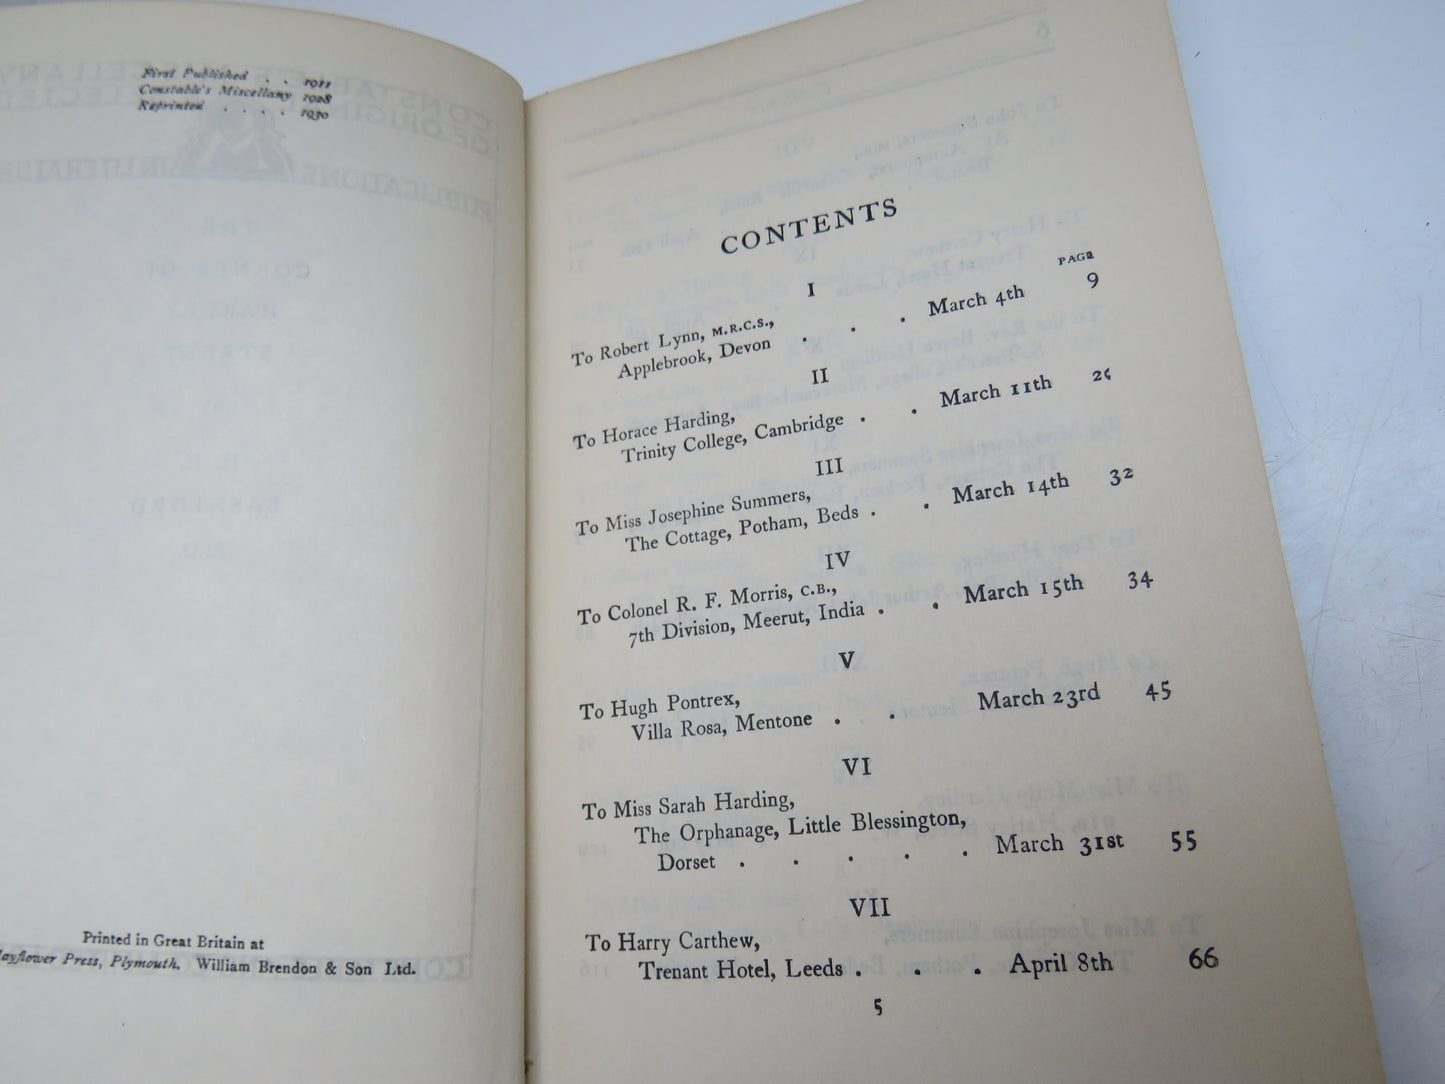 First Published . . 1911
Constable's Miscellany 1928
Reprinted . . . . 1930
Printed in Great Britain at
Mayflower Press, Plymouth. William Brendon & Son Ltd.
CONTENTS
PAGE
I
To Robert Lynn, M.R.C.S.,
Applebrook, Devon . . . March 4th 9
II
To Horace Harding,
Trinity College, Cambridge . . March 11th
III
To Miss Josephine Summers,
The Cottage, Potham, Beds . . March 14th 32
IV
To Colonel R. F. Morris, C.B.,
7th Division, Meerut, India . . March 15th 34
V
To Hugh Pontrex,
Villa Rosa, Mentone . . March 23rd 45
VI
To Miss Sarah Harding,
The Orphanage, Little Blessington,
Dorset . . . . . March 31st 55
VII
To Harry Carthew,
Trenant Hotel, Leeds . . . April 8th 66
5